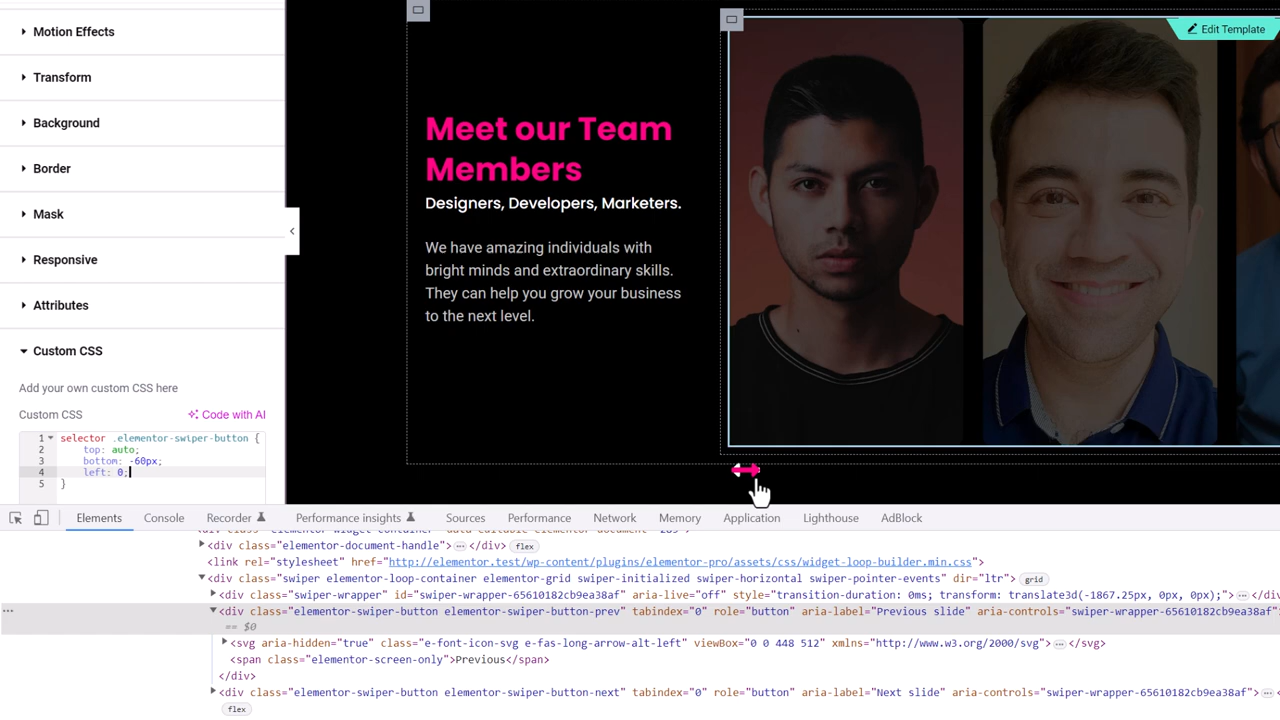 Motion Effects
Transform
Background
Border
Mask
Responsive
Attributes
Custom CSS
Add your own custom CSS here
Custom CSS
Code with AI
1 selector .elementor-swiper-button {
2 top: auto;
3 bottom: -60px;
4 left: 0;
5 }
Edit Template
Meet our Team
Members
Designers, Developers, Marketers.
We have amazing individuals with
bright minds and extraordinary skills.
They can help you grow your business
to the next level.
Elements Console Recorder Performance insights Sources Performance Network Memory Application Lighthouse AdBlock
<div class="elementor-document-handle"> </div> flex
<link rel="stylesheet" href="http://elementor.test/wp-content/plugins/elementor-pro/assets/css/widget-loop-builder.min.css">
<div class="swiper elementor-loop-container elementor-grid swiper-initialized swiper-horizontal swiper-pointer-events" dir="ltr"> grid
<div class="swiper-wrapper" id="swiper-wrapper-65610182cb9ea38af" aria-live="off" style="transition-duration: 0ms; transform: translate3d(-1867.25px, 0px, 0px);"> </div>
<div class="elementor-swiper-button elementor-swiper-button-prev" tabindex="0" role="button" aria-label="Previous slide" aria-controls="swiper-wrapper-65610182cb9ea38af"
== $0
<svg aria-hidden="true" class="e-font-icon-svg e-fas-long-arrow-alt-left" viewBox="0 0 448 512" xmlns="http://www.w3.org/2000/svg"> </svg>
<span class="elementor-screen-only">Previous</span>
</div>
<div class="elementor-swiper-button elementor-swiper-button-next" tabindex="0" role="button" aria-label="Next slide" aria-controls="swiper-wrapper-65610182cb9ea38af">
flex